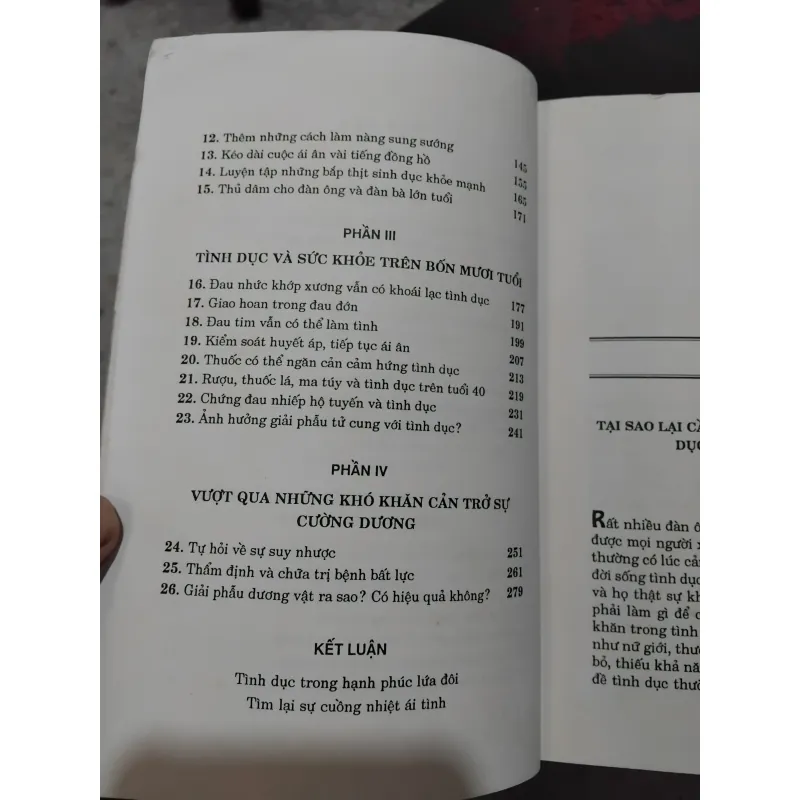 12. Thêm những cách làm nàng sung sướng 145
13. Kéo dài cuộc ái ân vài tiếng đồng hồ 155
14. Luyện tập những bắp thịt sinh dục khỏe mạnh 165
15. Thủ dâm cho đàn ông và đàn bà lớn tuổi 171
PHẦN III
TÌNH DỤC VÀ SỨC KHỎE TRÊN BỐN MƯƠI TUỔI
16. Đau nhức khớp xương vẫn có khoái lạc tình dục 177
17. Giao hoan trong đau đớn 191
18. Đau tim vẫn có thể làm tình 199
19. Kiểm soát huyết áp, tiếp tục ái ân 207
20. Thuốc có thể ngăn cản cảm hứng tình dục 213
21. Rượu, thuốc lá, ma túy và tình dục trên tuổi 40 219
22. Chứng đau nhiếp hộ tuyến và tình dục 231
23. Ảnh hưởng giải phẫu tử cung với tình dục? 241
PHẦN IV
VƯỢT QUA NHỮNG KHÓ KHĂN CẢN TRỞ SỰ
CƯỜNG DƯƠNG
24. Tự hỏi về sự suy nhược 251
25. Thẩm định và chữa trị bệnh bất lực 261
26. Giải phẫu dương vật ra sao? Có hiệu quả không? 279
KẾT LUẬN
Tình dục trong hạnh phúc lứa đôi
Tìm lại sự cuồng nhiệt ái tình
TẠI SAO LẠI
DỤC
Rất nhiều đàn
được mọi người
thường có lúc
đời sống tình dục
và họ thật sự
phải làm gì để
khăn trong tình
như nữ giới,
bỏ, thiếu khả
đề tình dục